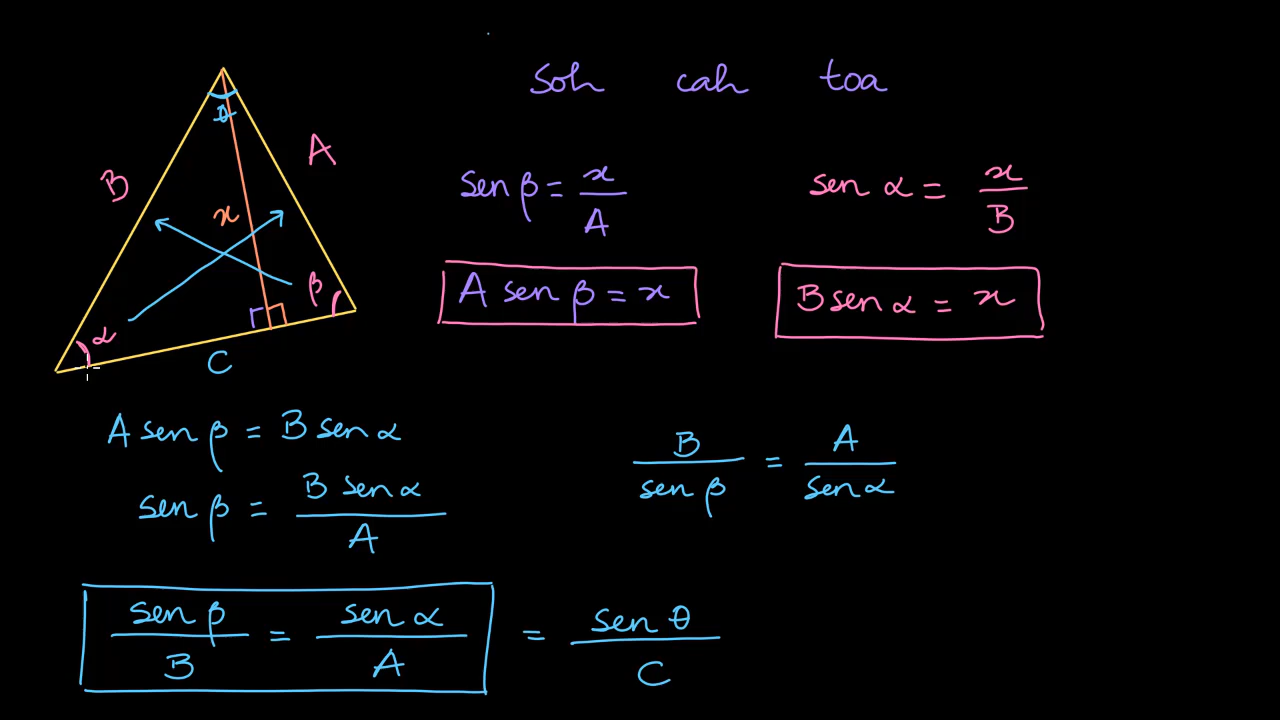 soh cah toa
θ
A
B
x
β
α
C
sen β = x/A
sen α = x/B
A sen β = x
B sen α = x
A sen β = B sen α
sen β = B sen α/A
B/sen β = A/sen α
sen β/B = sen α/A = sen θ/C